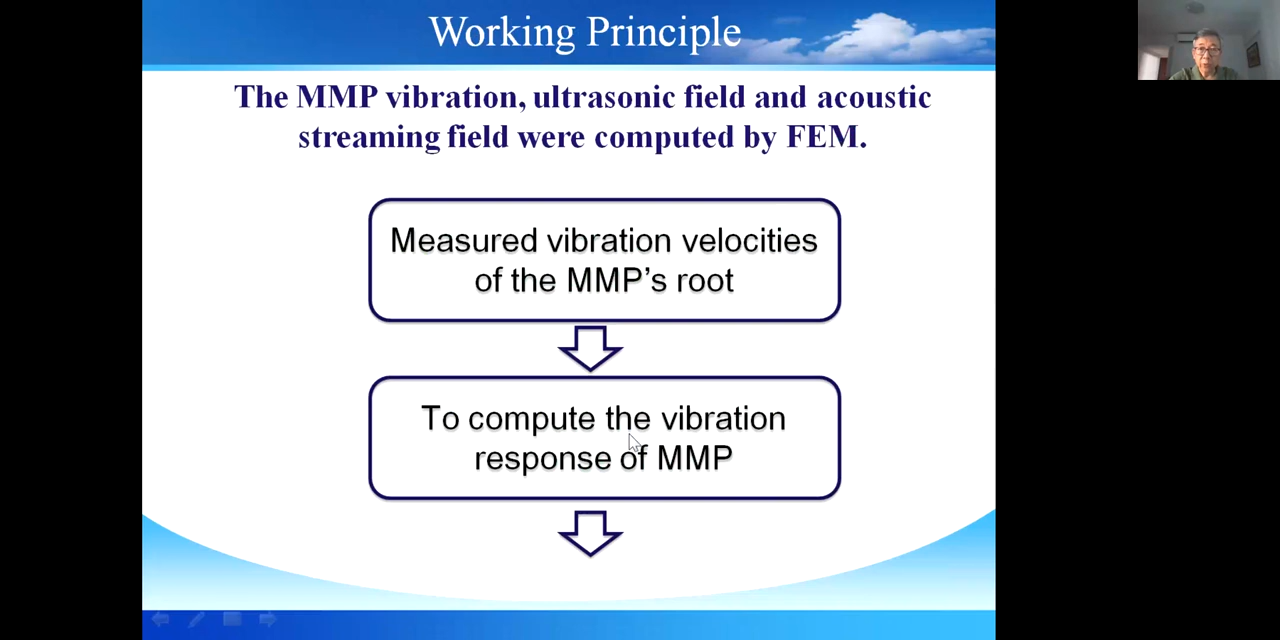 Working Principle
The MMP vibration, ultrasonic field and acoustic
streaming field were computed by FEM.
Measured vibration velocities
of the MMP's root
To compute the vibration
response of MMP